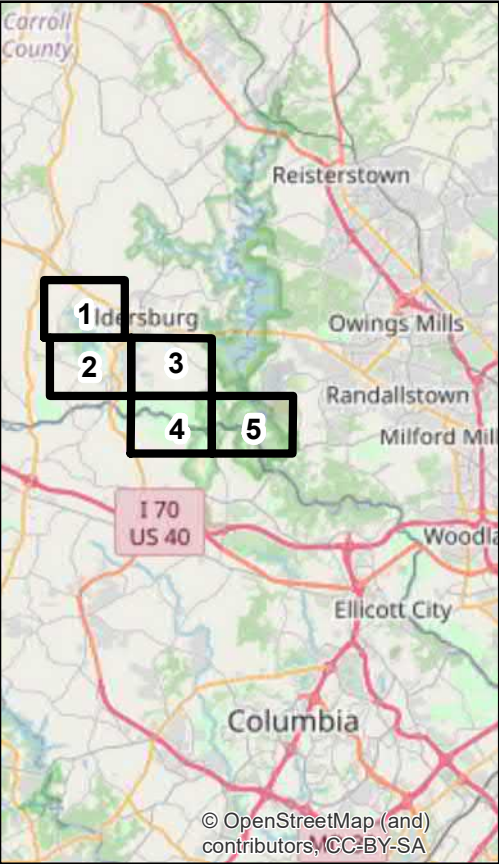 Carroll
County
Reisterstown
1
ldersburg
Owings Mills
2
3
Randallstown
4
5
Milford Mil
I 70
US 40
Woodla
Ellicott City
Columbia
© OpenStreetMap (and)
contributors, CC-BY-SA